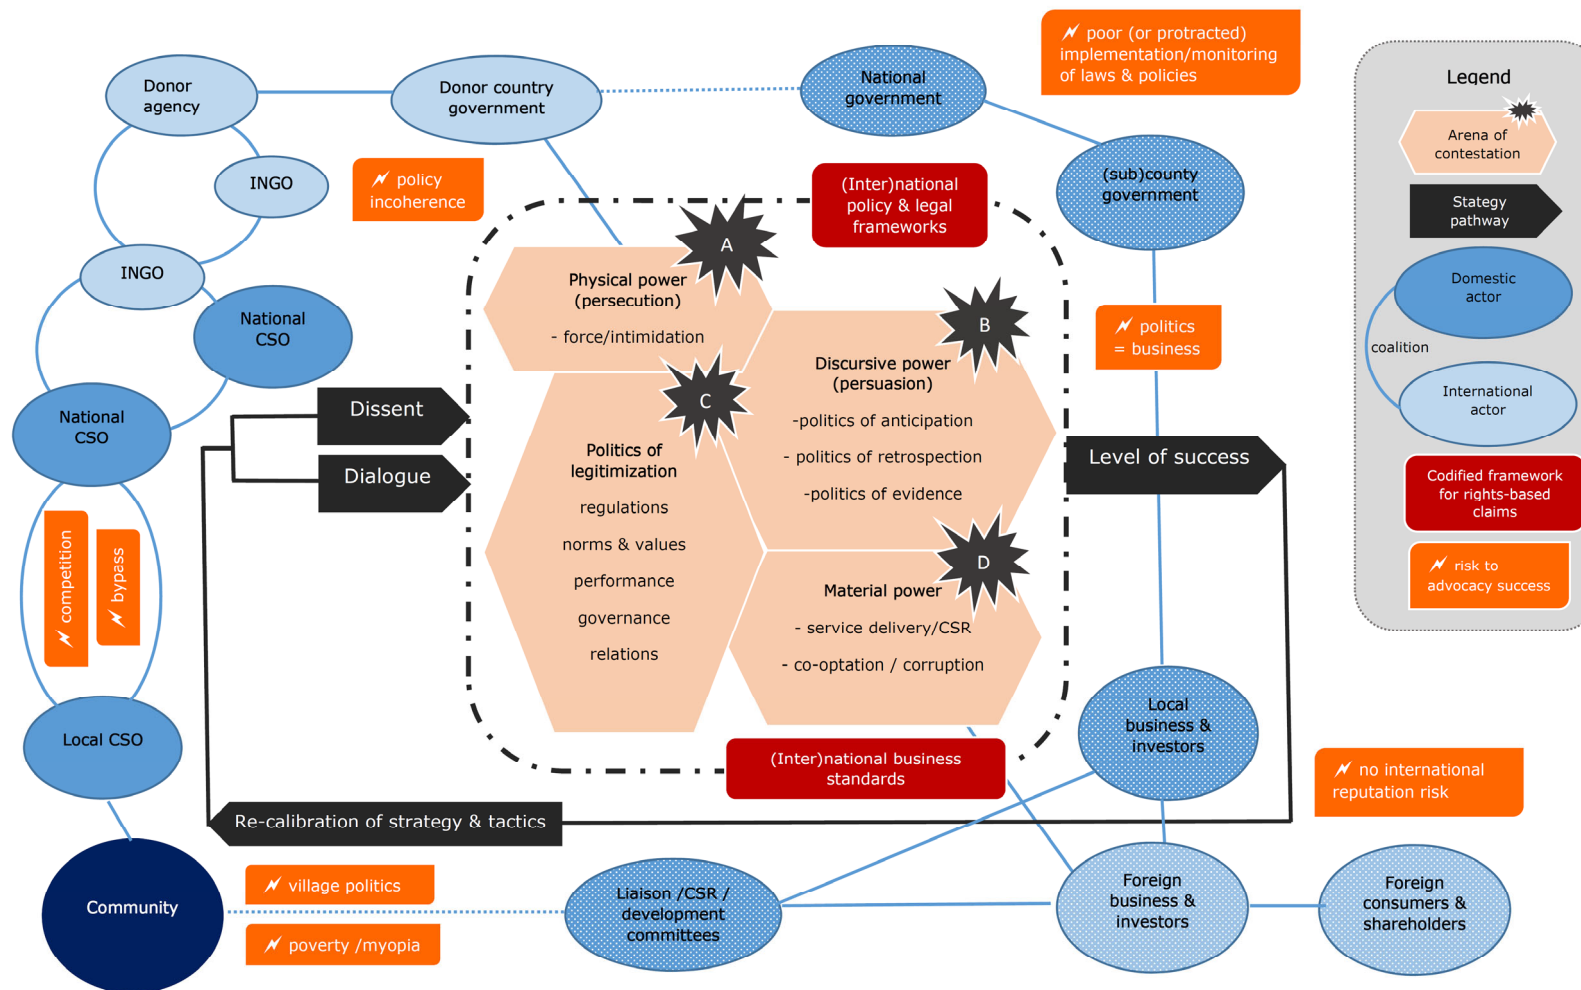 Donor
agency
Donor country
government
National
government
poor (or protracted)
implementation/monitoring
of laws & policies
INGO
policy
incoherence
(Inter)national
policy & legal
frameworks
(sub)county
government
INGO
National
CSO
National
CSO
A
Physical power
(persecution)
- force/intimidation
B
Discursive power
(persuasion)
-politics of anticipation
- politics of retrospection
-politics of evidence
politics
= business
Dissent
Dialogue
C
Politics of
legitimization
regulations
norms & values
performance
governance
relations
Level of success
D
Material power
- service delivery/CSR
- co-optation / corruption
competition
bypass
Local CSO
Local
business &
investors
(Inter)national business
standards
no international
reputation risk
Re-calibration of strategy & tactics
Community
village politics
poverty /myopia
Liaison /CSR /
development
committees
Foreign
business &
investors
Foreign
consumers &
shareholders
Legend
Arena of
contestation
Stategy
pathway
Domestic
actor
coalition
International
actor
Codified framework
for rights-based
claims
risk to
advocacy success